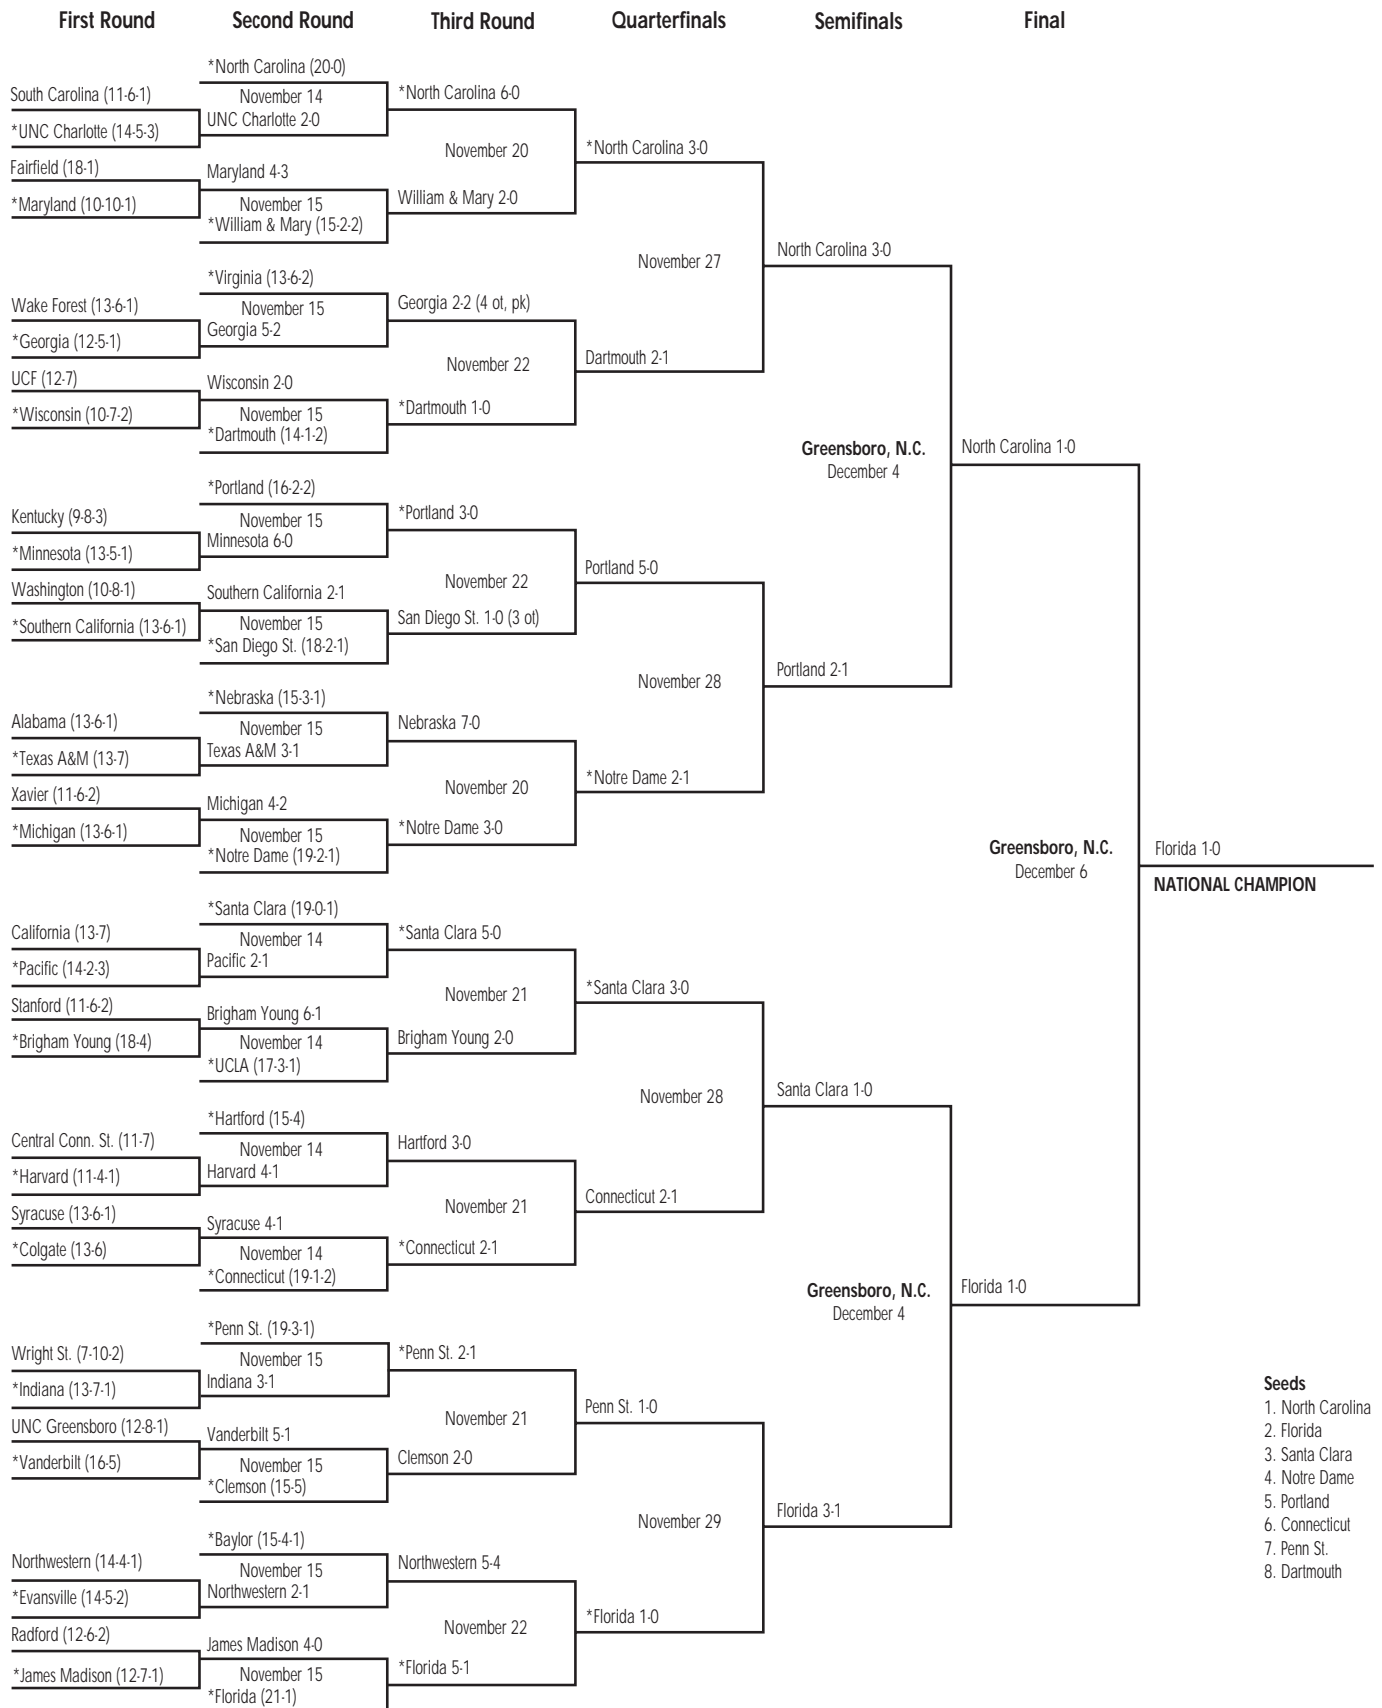 First Round
Second Round
Third Round
Quarterfinals
Semifinals
Final
*North Carolina (20-0)
South Carolina (11-6-1)
November 14
*North Carolina 6-0
*UNC Charlotte (14-5-3)
UNC Charlotte 2-0
November 20
*North Carolina 3-0
Fairfield (18-1)
Maryland 4-3
*Maryland (10-10-1)
November 15
William & Mary 2-0
*William & Mary (15-2-2)
November 27
North Carolina 3-0
*Virginia (13-6-2)
Wake Forest (13-6-1)
November 15
Georgia 2-2 (4 ot, pk)
*Georgia (12-5-1)
Georgia 5-2
November 22
Dartmouth 2-1
UCF (12-7)
Wisconsin 2-0
*Wisconsin (10-7-2)
November 15
*Dartmouth 1-0
*Dartmouth (14-1-2)
Greensboro, N.C.
December 4
North Carolina 1-0
*Portland (16-2-2)
Kentucky (9-8-3)
November 15
*Portland 3-0
*Minnesota (13-5-1)
Minnesota 6-0
November 22
Portland 5-0
Washington (10-8-1)
Southern California 2-1
*Southern California (13-6-1)
November 15
San Diego St. 1-0 (3 ot)
*San Diego St. (18-2-1)
November 28
Portland 2-1
*Nebraska (15-3-1)
Alabama (13-6-1)
November 15
Nebraska 7-0
*Texas A&M (13-7)
Texas A&M 3-1
November 20
*Notre Dame 2-1
Xavier (11-6-2)
Michigan 4-2
*Michigan (13-6-1)
November 15
*Notre Dame 3-0
*Notre Dame (19-2-1)
Greensboro, N.C.
December 6
Florida 1-0
NATIONAL CHAMPION
*Santa Clara (19-0-1)
California (13-7)
November 14
*Santa Clara 5-0
*Pacific (14-2-3)
Pacific 2-1
November 21
*Santa Clara 3-0
Stanford (11-6-2)
Brigham Young 6-1
*Brigham Young (18-4)
November 14
Brigham Young 2-0
*UCLA (17-3-1)
November 28
Santa Clara 1-0
*Hartford (15-4)
Central Conn. St. (11-7)
November 14
Hartford 3-0
*Harvard (11-4-1)
Harvard 4-1
November 21
Connecticut 2-1
Syracuse (13-6-1)
Syracuse 4-1
*Colgate (13-6)
November 14
*Connecticut 2-1
*Connecticut (19-1-2)
Greensboro, N.C.
December 4
Florida 1-0
*Penn St. (19-3-1)
Wright St. (7-10-2)
November 15
*Penn St. 2-1
*Indiana (13-7-1)
Indiana 3-1
November 21
Penn St. 1-0
UNC Greensboro (12-8-1)
Vanderbilt 5-1
*Vanderbilt (16-5)
November 15
Clemson 2-0
*Clemson (15-5)
November 29
Florida 3-1
*Baylor (15-4-1)
Northwestern (14-4-1)
November 15
Northwestern 5-4
*Evansville (14-5-2)
Northwestern 2-1
November 22
*Florida 1-0
Radford (12-6-2)
James Madison 4-0
*James Madison (12-7-1)
November 15
*Florida 5-1
*Florida (21-1)
Seeds
1. North Carolina
2. Florida
3. Santa Clara
4. Notre Dame
5. Portland
6. Connecticut
7. Penn St.
8. Dartmouth